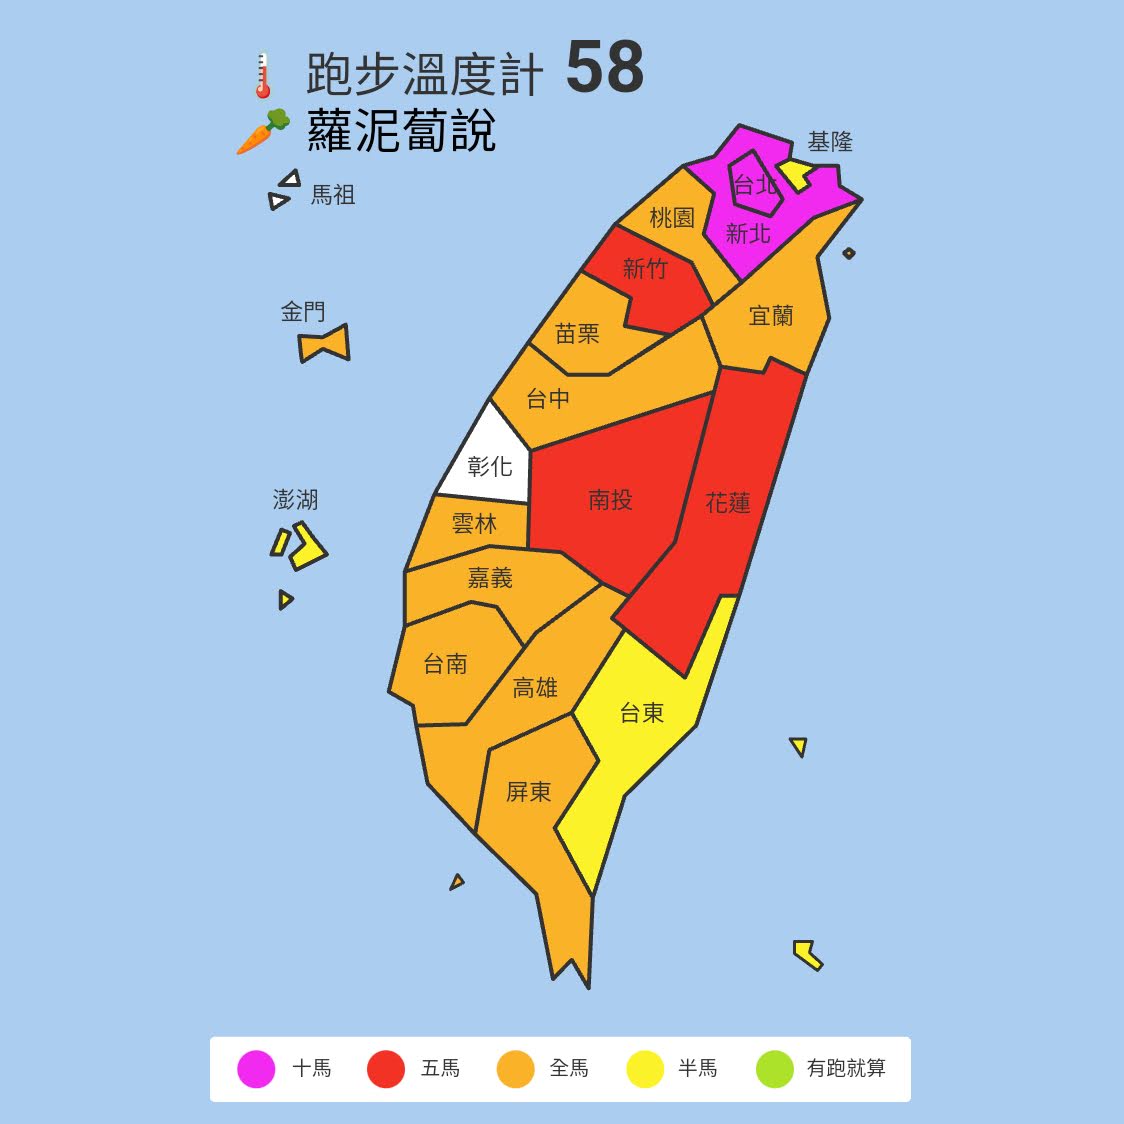 跑步溫度計 58
蘿泥蔔說
基隆
馬祖
台北
桃園
新北
新竹
金門
宜蘭
苗栗
台中
彰化
澎湖
南投
花蓮
雲林
嘉義
台南
高雄
台東
屏東
十馬 五馬 全馬 半馬 有跑就算